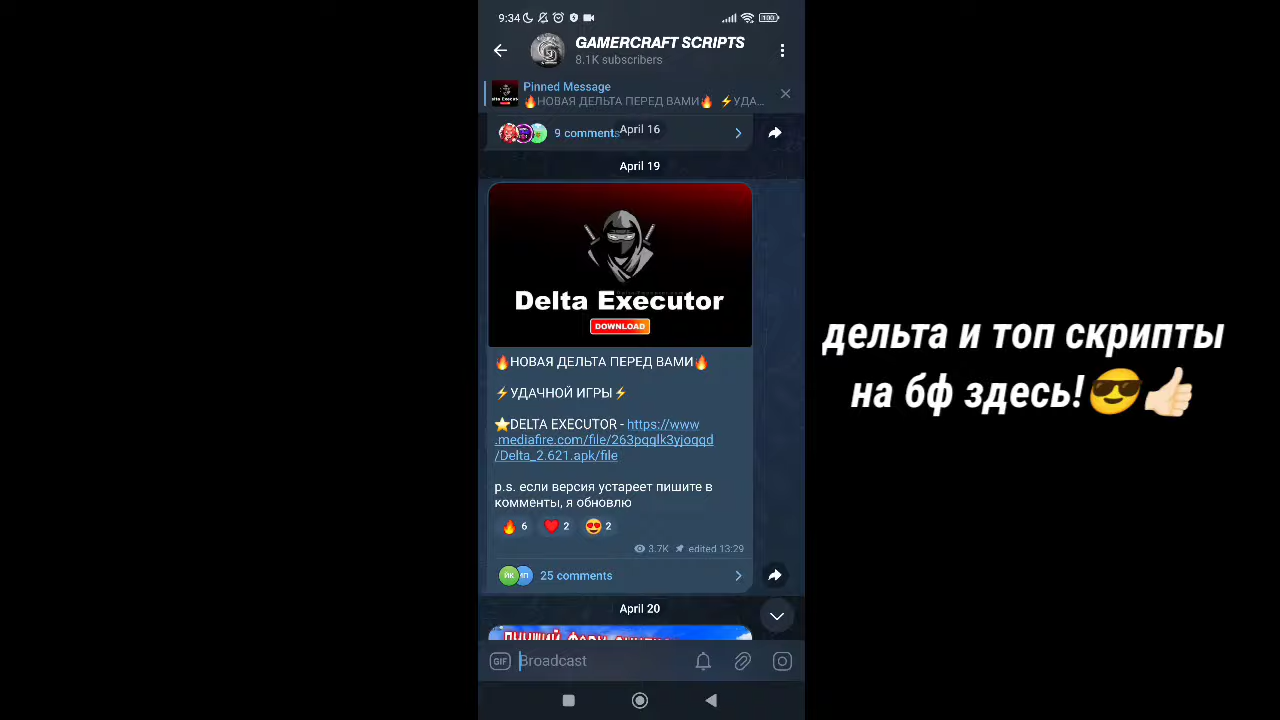 9:34
100
GAMERCRAFT SCRIPTS
8.1K subscribers
Pinned Message
🔥НОВАЯ ДЕЛЬТА ПЕРЕД ВАМИ🔥 ⚡УДА...
9 comments
April 16
April 19
Delta Executor
DOWNLOAD
🔥НОВАЯ ДЕЛЬТА ПЕРЕД ВАМИ🔥
⚡УДАЧНОЙ ИГРЫ⚡
⭐DELTA EXECUTOR - https://www
.mediafire.com/file/263pqqlk3yjoqqd
/Delta_2.621.apk/file
p.s. если версия устареет пишите в
комменты, я обновлю
🔥 6 ❤️ 2 😍 2
3.7K edited 13:29
25 comments
April 20
GIF Broadcast
дельта и топ скрипты
на бф здесь!😎👍🏻